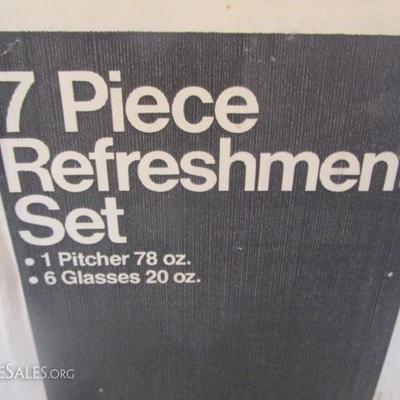 7 Piece
Refreshmen
Set
• 1 Pitcher 78 oz.
• 6 Glasses 20 oz.
ESALES.ORG